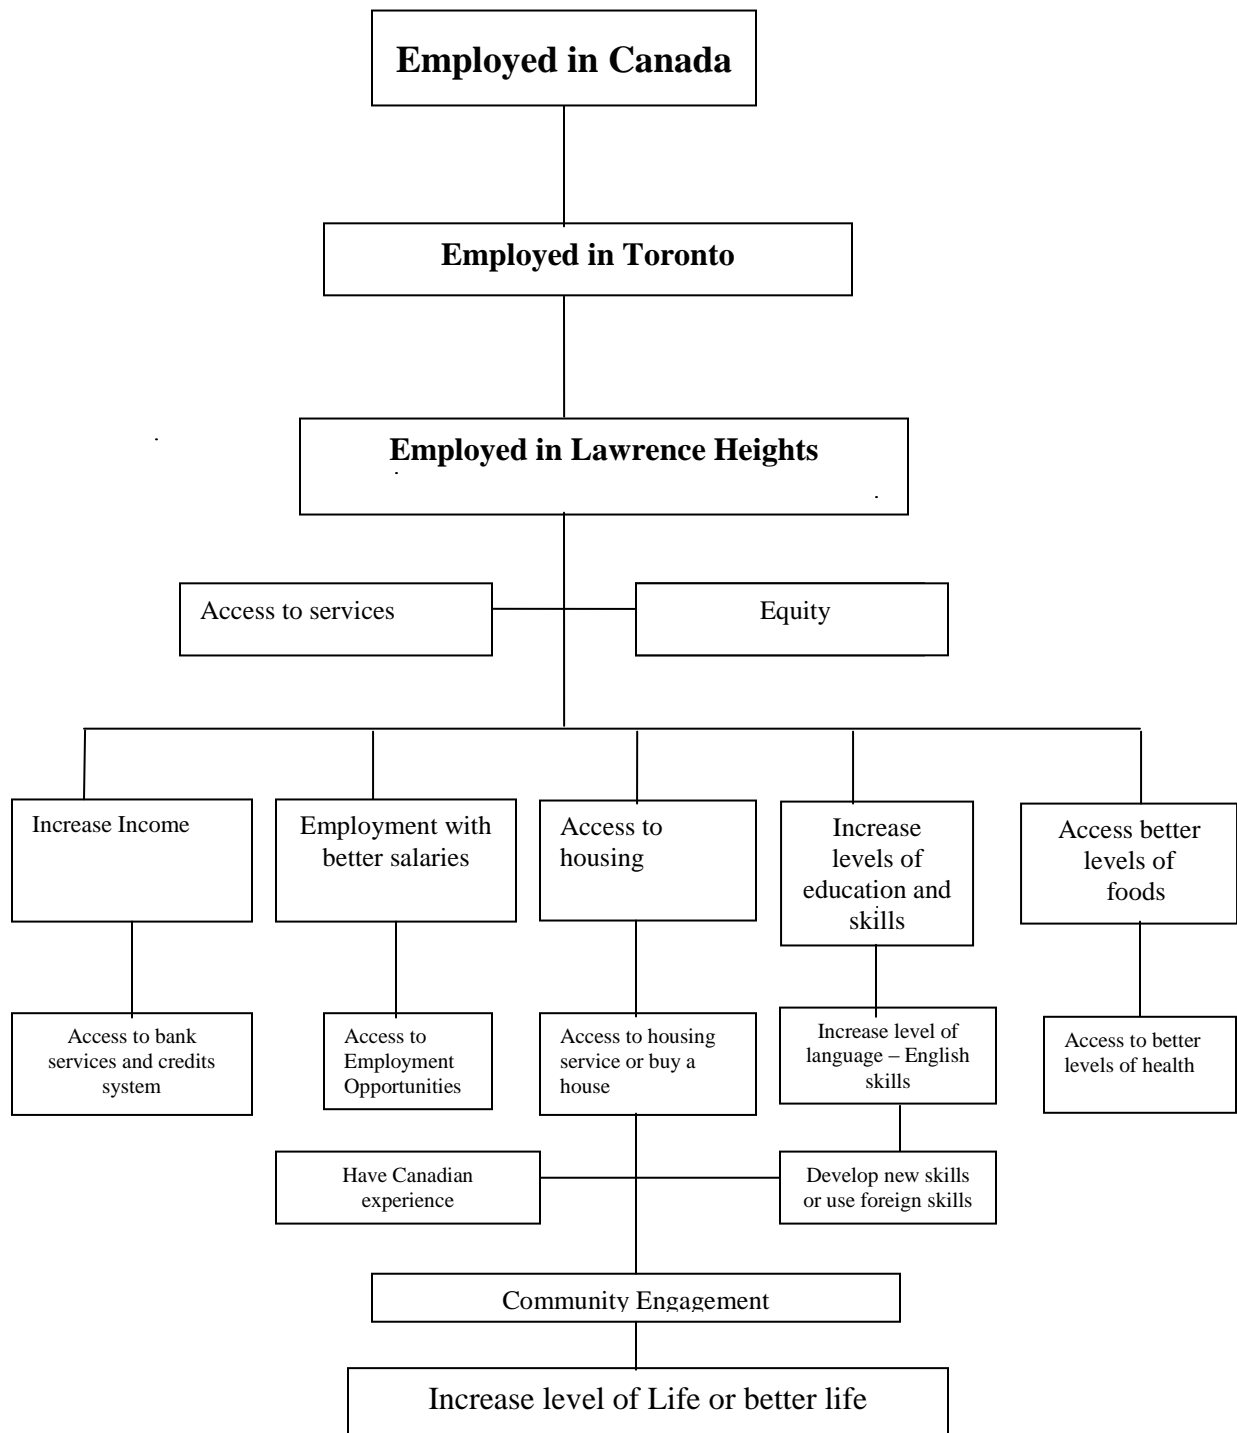 Employed in Canada
Employed in Toronto
Employed in Lawrence Heights
Access to services
Equity
Increase Income
Employment with
better salaries
Access to
housing
Increase
levels of
education and
skills
Access better
levels of
foods
Access to bank
services and credits
system
Access to
Employment
Opportunities
Access to housing
service or buy a
house
Increase level of
language – English
skills
Access to better
levels of health
Have Canadian
experience
Develop new skills
or use foreign skills
Community Engagement
Increase level of Life or better life